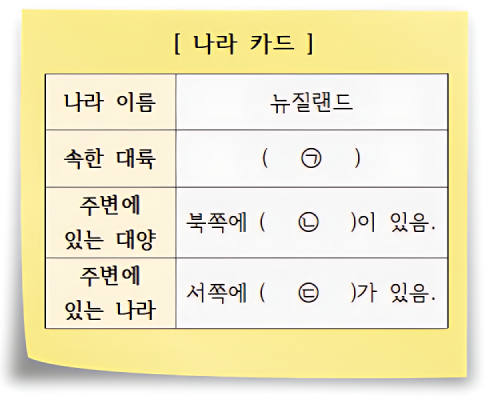 [ 나라 카드 ]
나라 이름 뉴질랜드
속한 대륙 ( ㉠ )
주변에
있는 대양 북쪽에 ( ㉡ )이 있음.
주변에
있는 나라 서쪽에 ( ㉢ )가 있음.